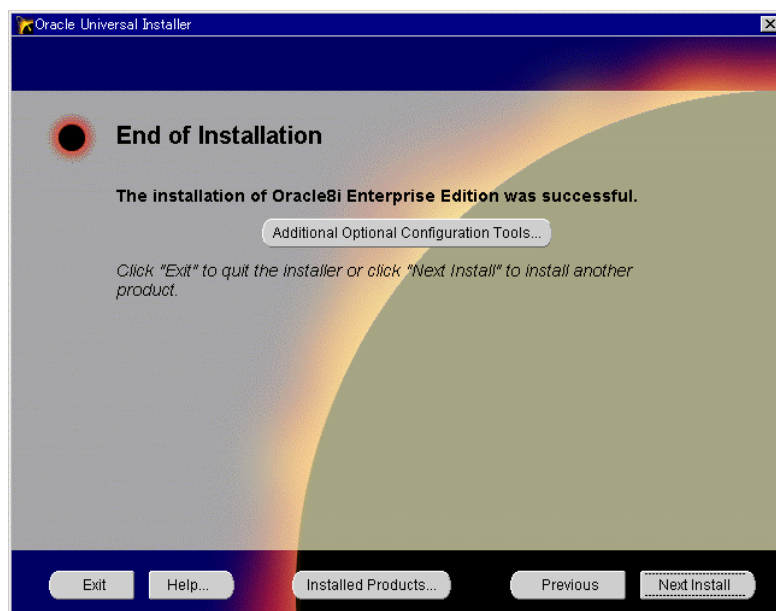 Oracle Universal Installer
End of Installation
The installation of Oracle8i Enterprise Edition was successful.
Additional Optional Configuration Tools...
Click "Exit" to quit the installer or click "Next Install" to install another
product.
Exit
Help...
Installed Products...
Previous
Next Install